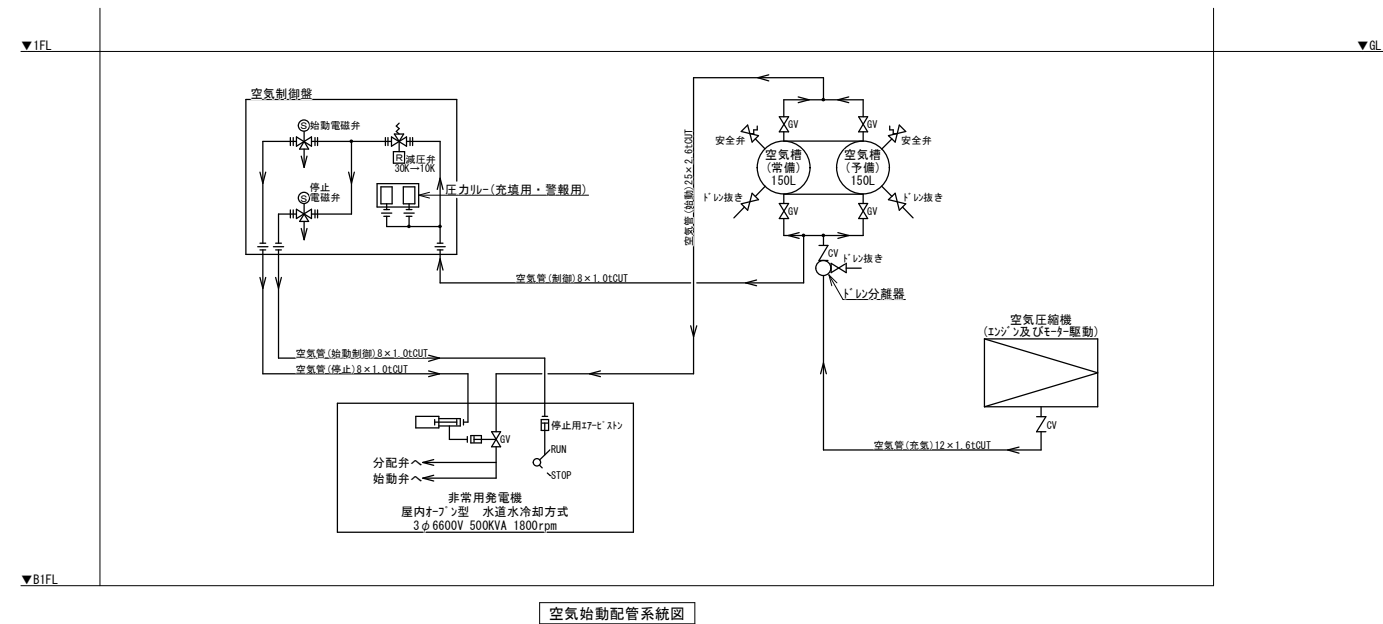 ▼1FL
▼GL
空気制御盤
S 始動電磁弁
R 減圧弁
30K→10K
停止
電磁弁
S
圧力リレー(充填用・警報用)
空気管(始動)25×2.6tCUT
GV
GV
安全弁
安全弁
空気槽
(常備)
150L
空気槽
(予備)
150L
ドレン抜き
ドレン抜き
GV
GV
CV
ドレン抜き
ドレン分離器
空気管(制御)8×1.0tCUT
空気圧縮機
(エンジン及びモーター駆動)
CV
空気管(充気)12×1.6tCUT
空気管(始動制御)8×1.0tCUT
空気管(停止)8×1.0tCUT
停止用エアーピストン
GV
RUN
STOP
分配弁へ
始動弁へ
非常用発電機
屋内オープン型 水道水冷却方式
3φ6600V 500KVA 1800rpm
▼B1FL
空気始動配管系統図